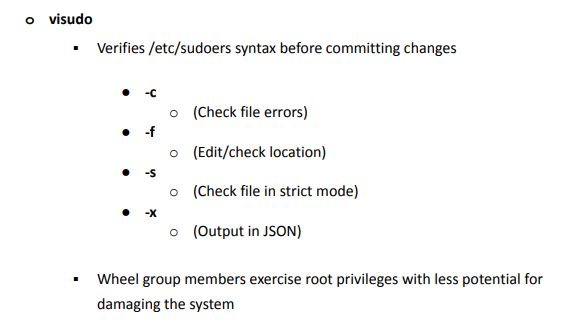 o visudo
▪ Verifies /etc/sudoers syntax before committing changes
● -c
o (Check file errors)
● -f
o (Edit/check location)
● -s
o (Check file in strict mode)
● -x
o (Output in JSON)
▪ Wheel group members exercise root privileges with less potential for
damaging the system